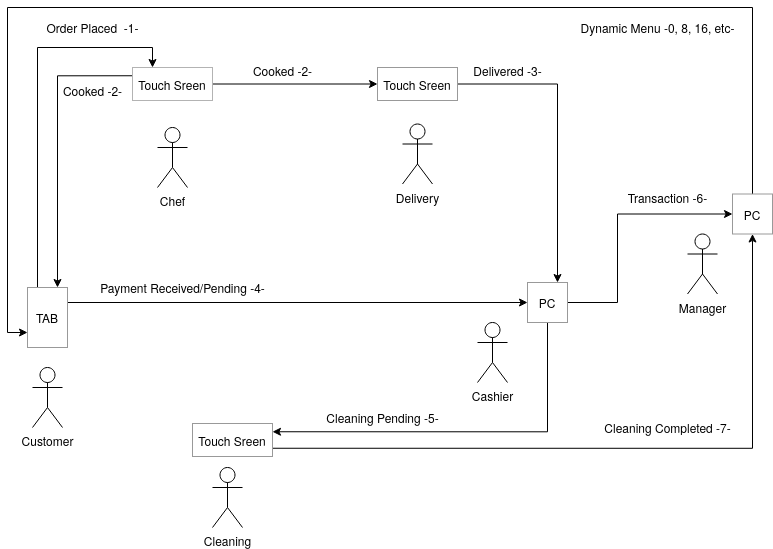 Order Placed -1-
Dynamic Menu -0, 8, 16, etc-
Cooked -2-
Delivered -3-
Touch Sreen
Touch Sreen
Cooked -2-
Chef
Delivery
Transaction -6-
PC
Payment Received/Pending -4-
Manager
TAB
PC
Cashier
Cleaning Pending -5-
Cleaning Completed -7-
Customer
Touch Sreen
Cleaning